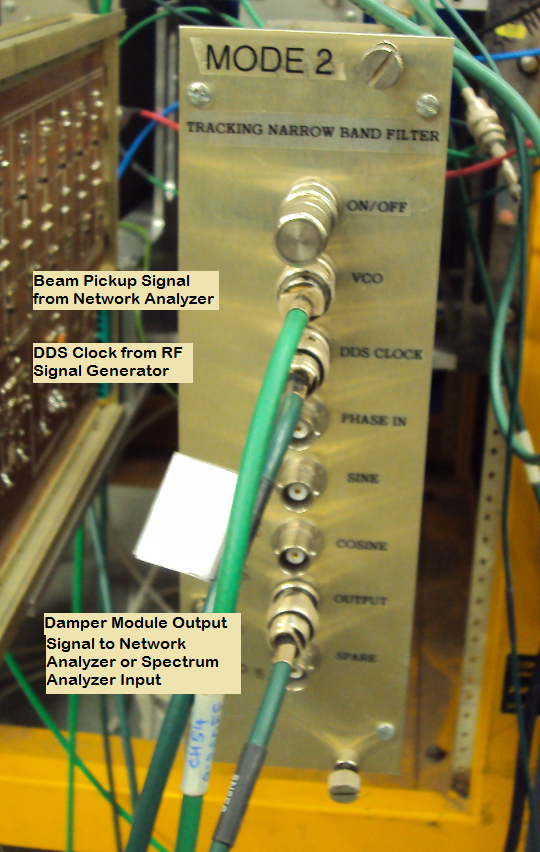 MODE 2
TRACKING NARROW BAND FILTER
ON/OFF
VCO
Beam Pickup Signal
from Network Analyzer
DDS Clock from RF
Signal Generator
DDS CLOCK
PHASE IN
SINE
COSINE
OUTPUT
Damper Module Output
Signal to Network
Analyzer or Spectrum
Analyzer Input
SPARE
CH54